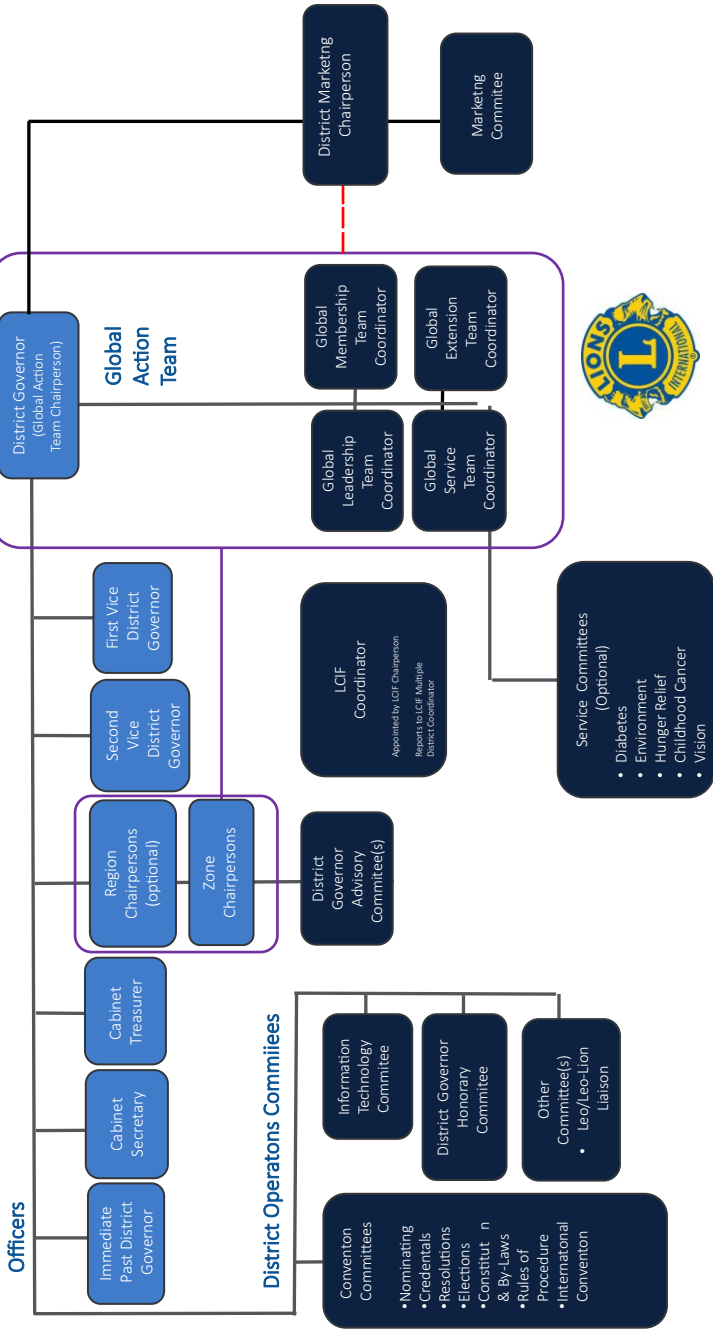 Officers
Immediate
Past District
Governor
Cabinet
Secretary
Cabinet
Treasurer
Region
Chairpersons
(optional)
Zone
Chairpersons
Second
Vice
District
Governor
First Vice
District
Governor
District Governor
(Global Action
Team Chairperson)
Global
Action
Team
District Marketng
Chairperson
Marketng
Commitee
Global
Leadership
Team
Coordinator
Global
Membership
Team
Coordinator
Global
Service
Team
Coordinator
Global
Extension
Team
Coordinator
LCIF
Coordinator
Appointed by LCIF Chairperson
Reports to LCIF Multiple
District Coordinator
District
Governor
Advisory
Commitee(s)
District Operatons Commiiees
Conventon
Committees
•Nominating
•Credentals
•Resolutions
•Elections
•Constitut n
& By-Laws
•Rules of
Procedure
•Internatonal
Conventon
Information
Technology
Commitee
District Governor
Honorary
Commitee
Other
Committee(s)
• Leo/Leo-Lion
Liaison
Service Committees
(Optional)
• Diabetes
• Environment
• Hunger Relief
• Childhood Cancer
• Vision
LIONS
L
INTERNATIONAL
®